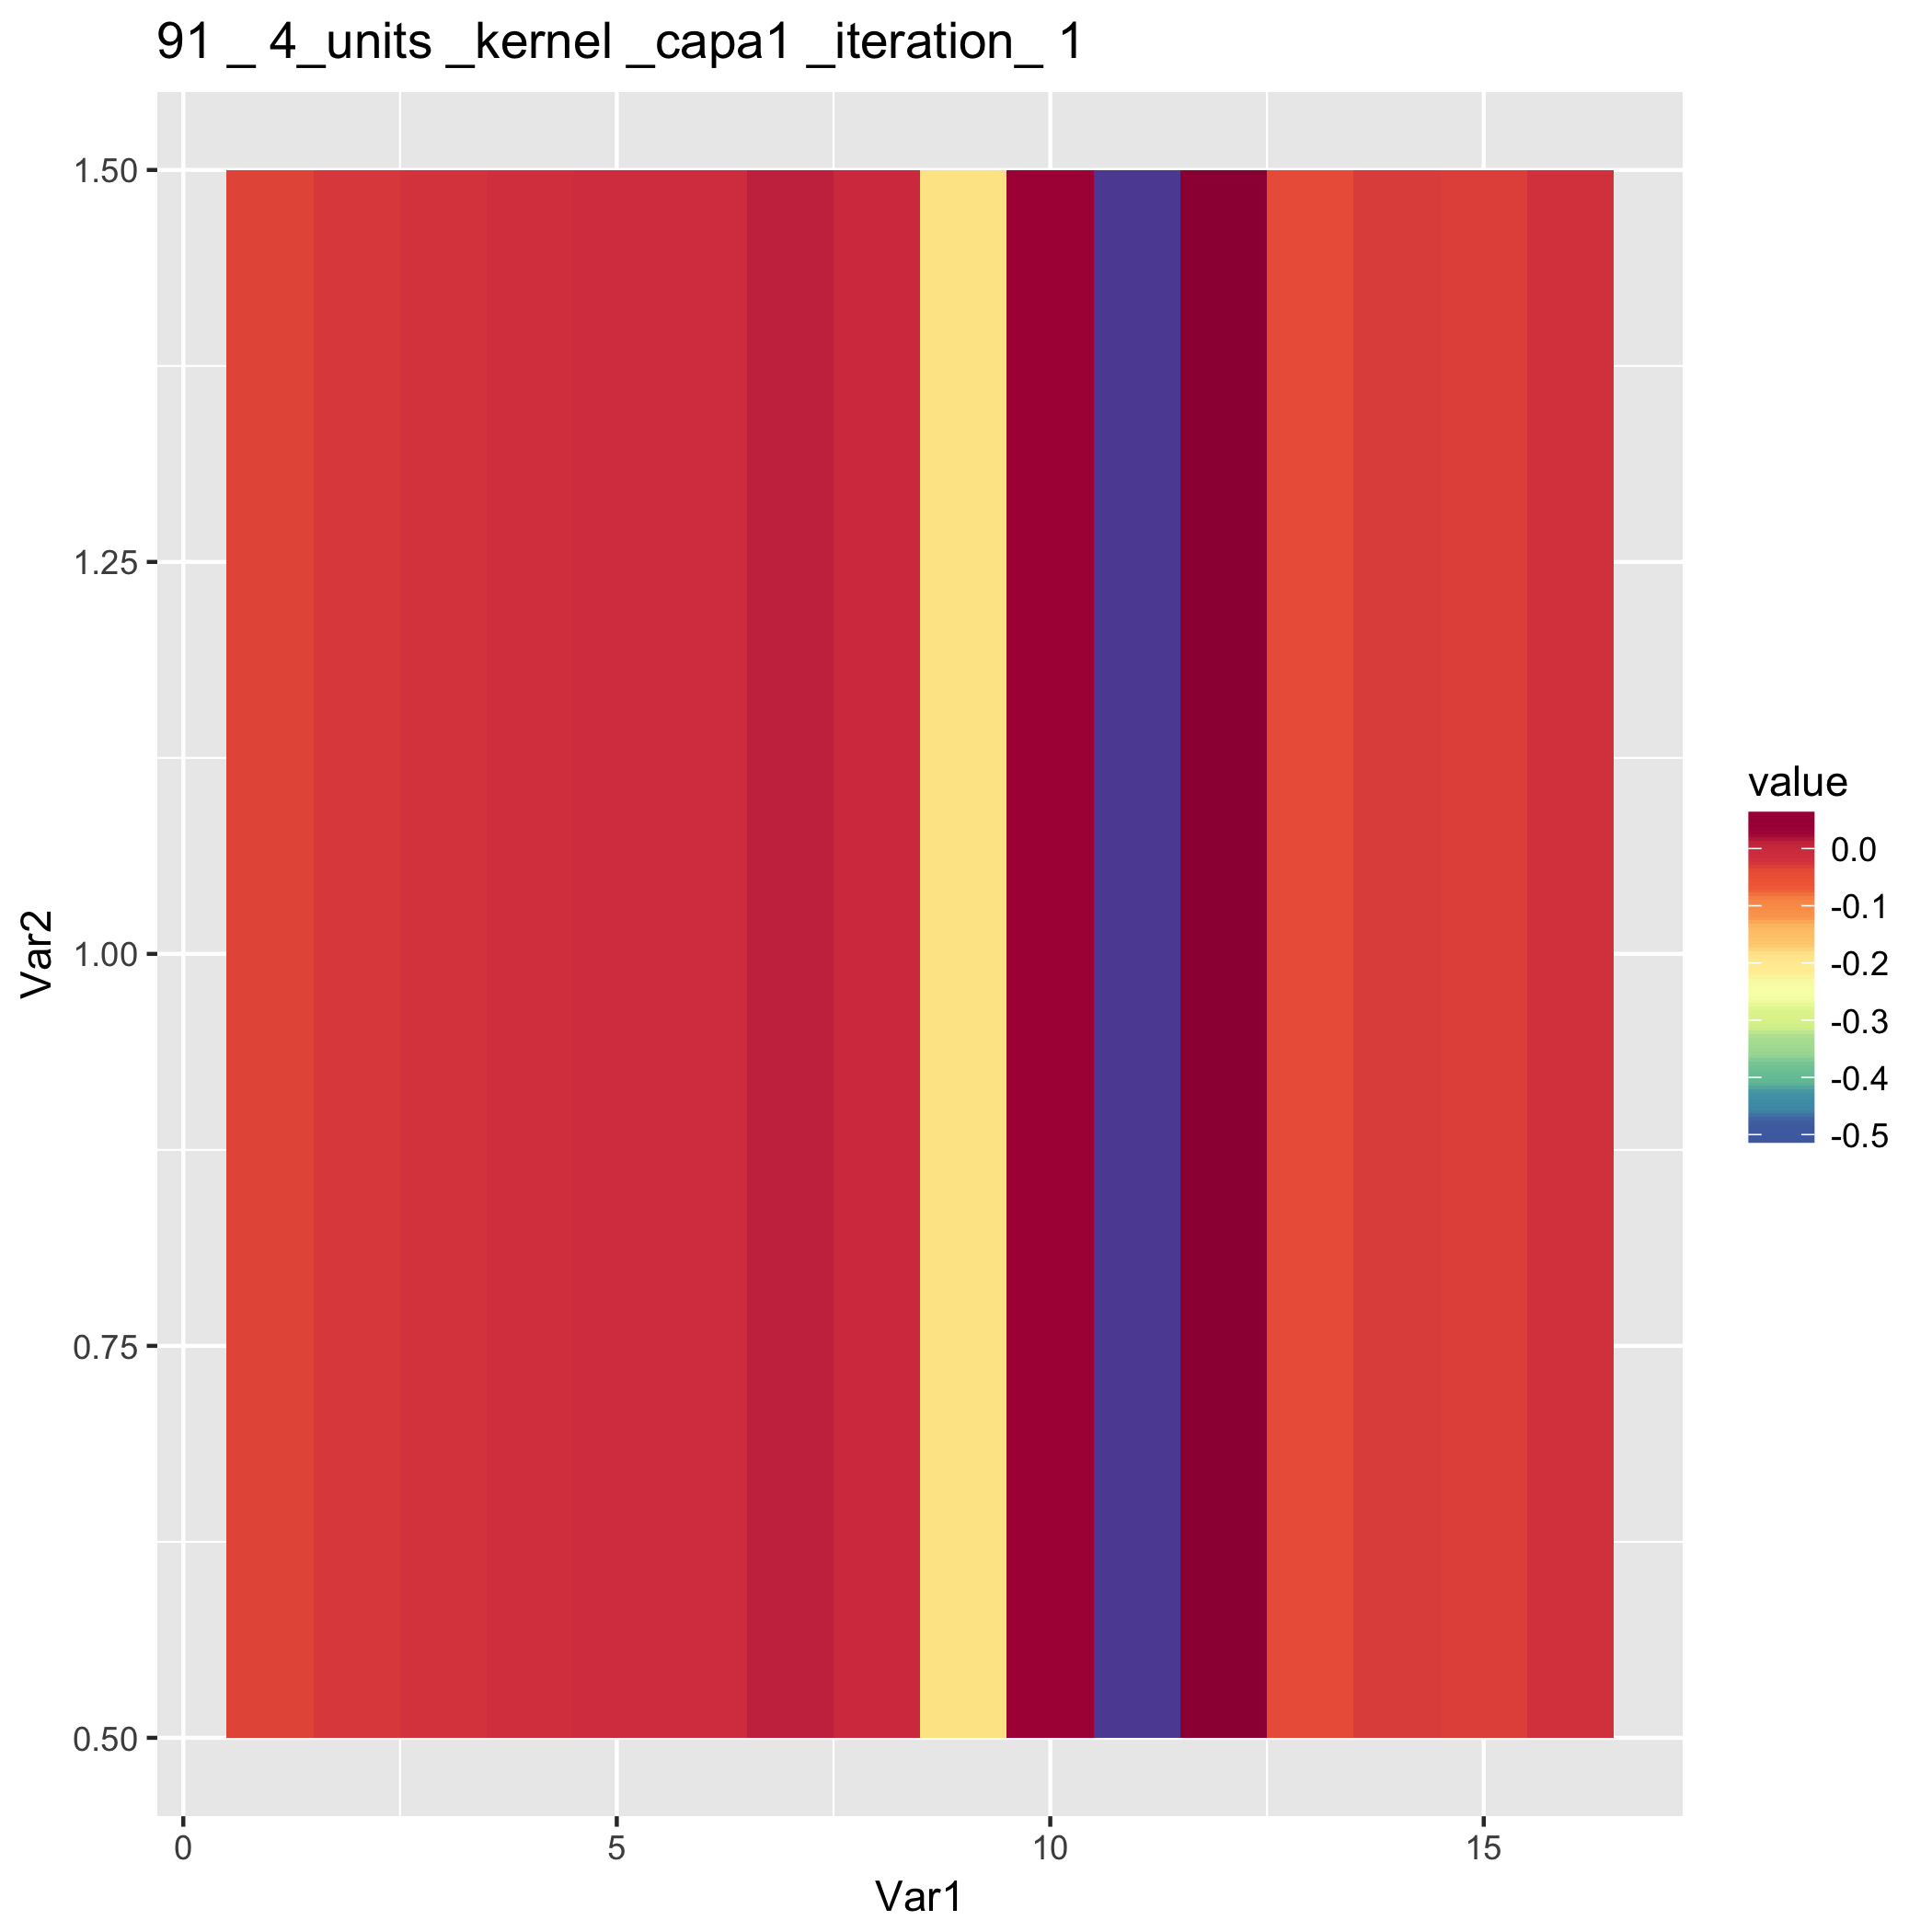 91 _ 4_units _kernel _capa1 _iteration_ 1
1.50
1.25
1.00
0.75
0.50
Var2
0 5 10 15
Var1
value
0.0
-0.1
-0.2
-0.3
-0.4
-0.5